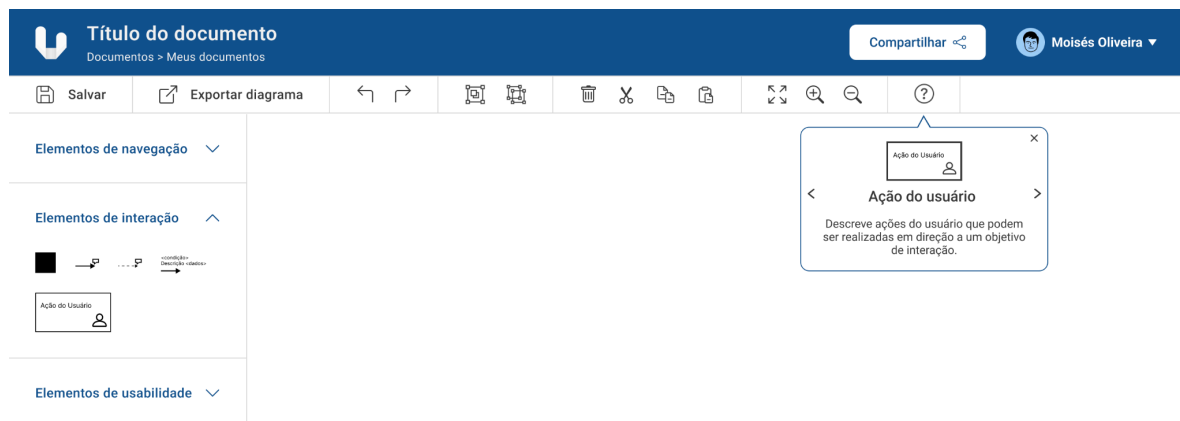 Título do documento
Documentos > Meus documentos
Compartilhar
Moisés Oliveira
Salvar
Exportar diagrama
?
Elementos de navegação
Elementos de interação
<condição>
Descrição <dados>
Ação do Usuário
Elementos de usabilidade
Ação do Usuário
Ação do usuário
Descreve ações do usuário que podem
ser realizadas em direção a um objetivo
de interação.